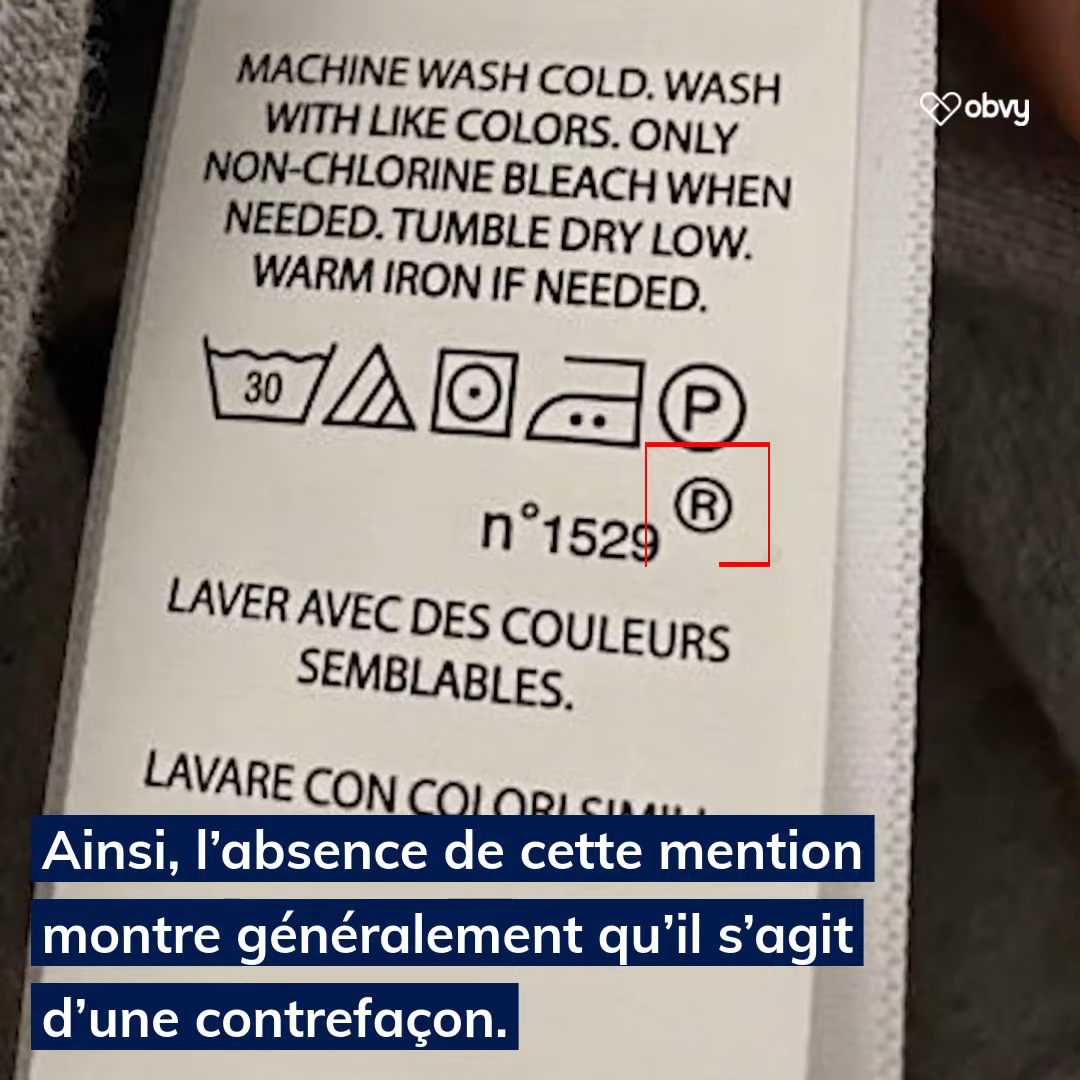 obvy
MACHINE WASH COLD. WASH
WITH LIKE COLORS. ONLY
NON-CHLORINE BLEACH WHEN
NEEDED. TUMBLE DRY LOW.
WARM IRON IF NEEDED.
30 P
n°1529 ®
LAVER AVEC DES COULEURS
SEMBLABLES.
LAVARE CON COLORI SIMILI
Ainsi, l’absence de cette mention
montre généralement qu’il s’agit
d’une contrefaçon.